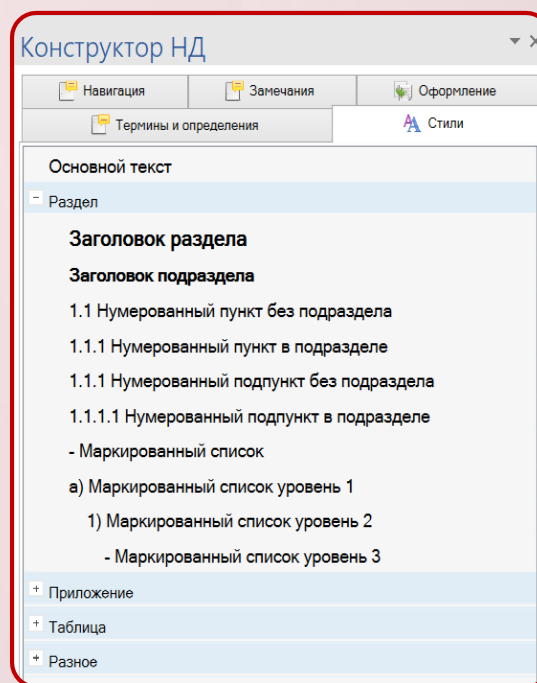 Конструктор НД
Навигация
Замечания
Оформление
Термины и определения
Стили
Основной текст
Раздел
Заголовок раздела
Заголовок подраздела
1.1 Нумерованный пункт без подраздела
1.1.1 Нумерованный пункт в подразделе
1.1.1 Нумерованный подпункт без подраздела
1.1.1.1 Нумерованный подпункт в подразделе
- Маркированный список
а) Маркированный список уровень 1
1) Маркированный список уровень 2
- Маркированный список уровень 3
Приложение
Таблица
Разное